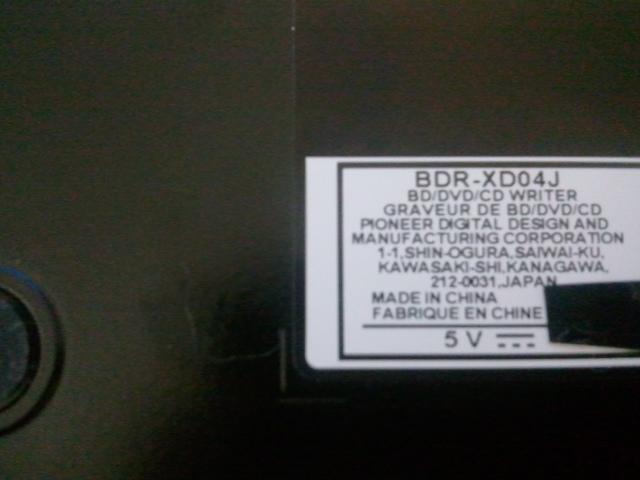 BDR-XD04J
BD/DVD/CD WRITER
GRAVEUR DE BD/DVD/CD
PIONEER DIGITAL DESIGN AND
MANUFACTURING CORPORATION
1-1,SHIN-OGURA,SAIWAI-KU,
KAWASAKI-SHI,KANAGAWA,
212-0031,JAPAN
MADE IN CHINA
FABRIQUE EN CHINE
5 V ⎓